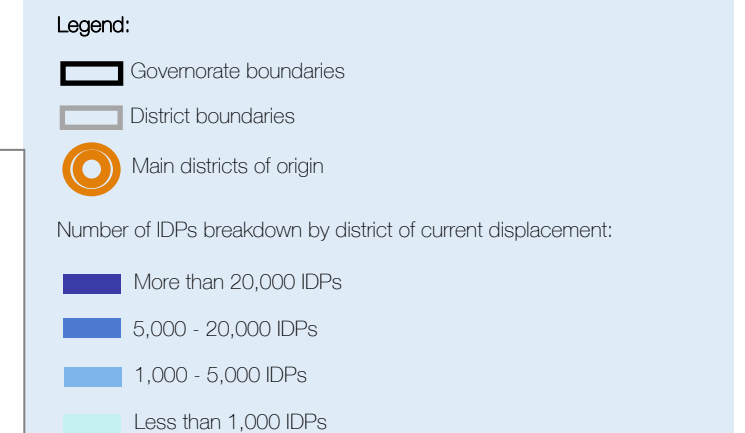 Legend:
Governorate boundaries
District boundaries
Main districts of origin
Number of IDPs breakdown by district of current displacement:
More than 20,000 IDPs
5,000 - 20,000 IDPs
1,000 - 5,000 IDPs
Less than 1,000 IDPs